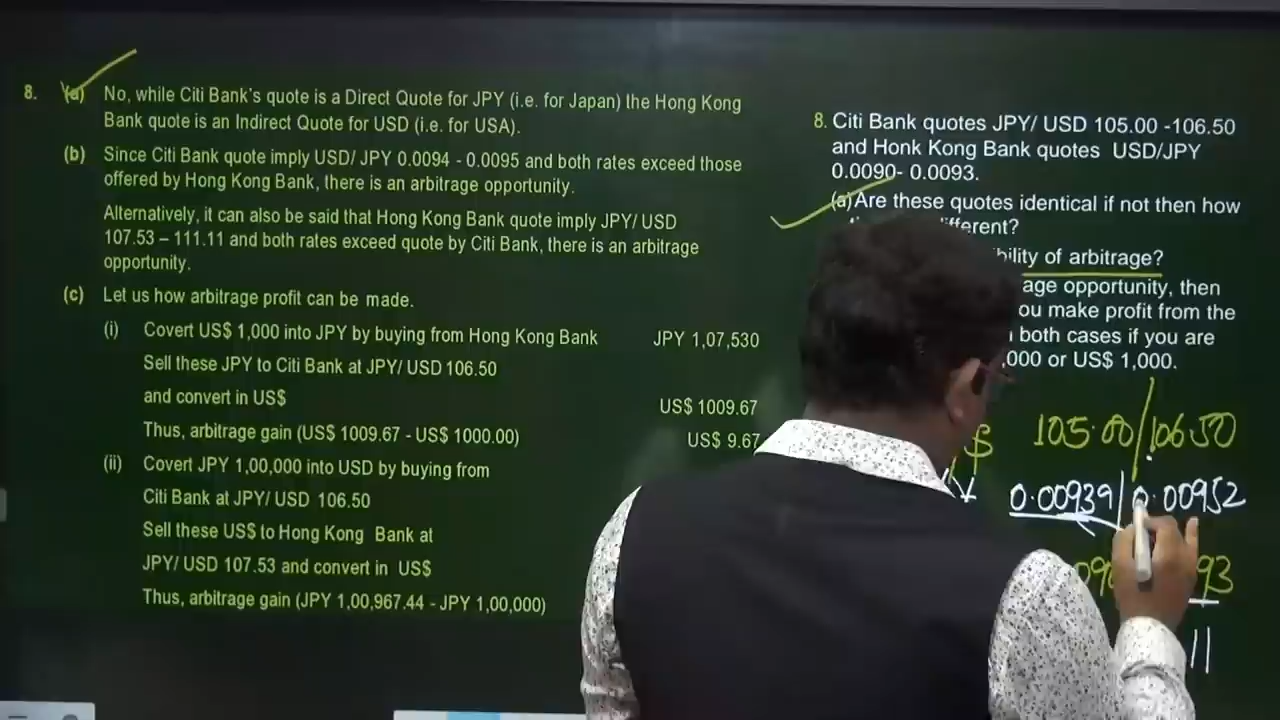 8. (a) No, while Citi Bank's quote is a Direct Quote for JPY (i.e. for Japan) the Hong Kong
Bank quote is an Indirect Quote for USD (i.e. for USA).
(b) Since Citi Bank quote imply USD/ JPY 0.0094 - 0.0095 and both rates exceed those
offered by Hong Kong Bank, there is an arbitrage opportunity.
Alternatively, it can also be said that Hong Kong Bank quote imply JPY/ USD
107.53 – 111.11 and both rates exceed quote by Citi Bank, there is an arbitrage
opportunity.
(c) Let us how arbitrage profit can be made.
(i) Covert US$ 1,000 into JPY by buying from Hong Kong Bank JPY 1,07,530
Sell these JPY to Citi Bank at JPY/ USD 106.50
and convert in US$ US$ 1009.67
Thus, arbitrage gain (US$ 1009.67 - US$ 1000.00) US$ 9.67
(ii) Covert JPY 1,00,000 into USD by buying from
Citi Bank at JPY/ USD 106.50
Sell these US$ to Hong Kong Bank at
JPY/ USD 107.53 and convert in US$
Thus, arbitrage gain (JPY 1,00,967.44 - JPY 1,00,000)
8. Citi Bank quotes JPY/ USD 105.00 -106.50
and Honk Kong Bank quotes USD/JPY
0.0090- 0.0093.
(a) Are these quotes identical if not then how
of arbitrage?
opportunity, then
make profit from the
both cases if you are
or US$ 1,000.
$ 105.00/106.50
0.00939/0.00952
93
11